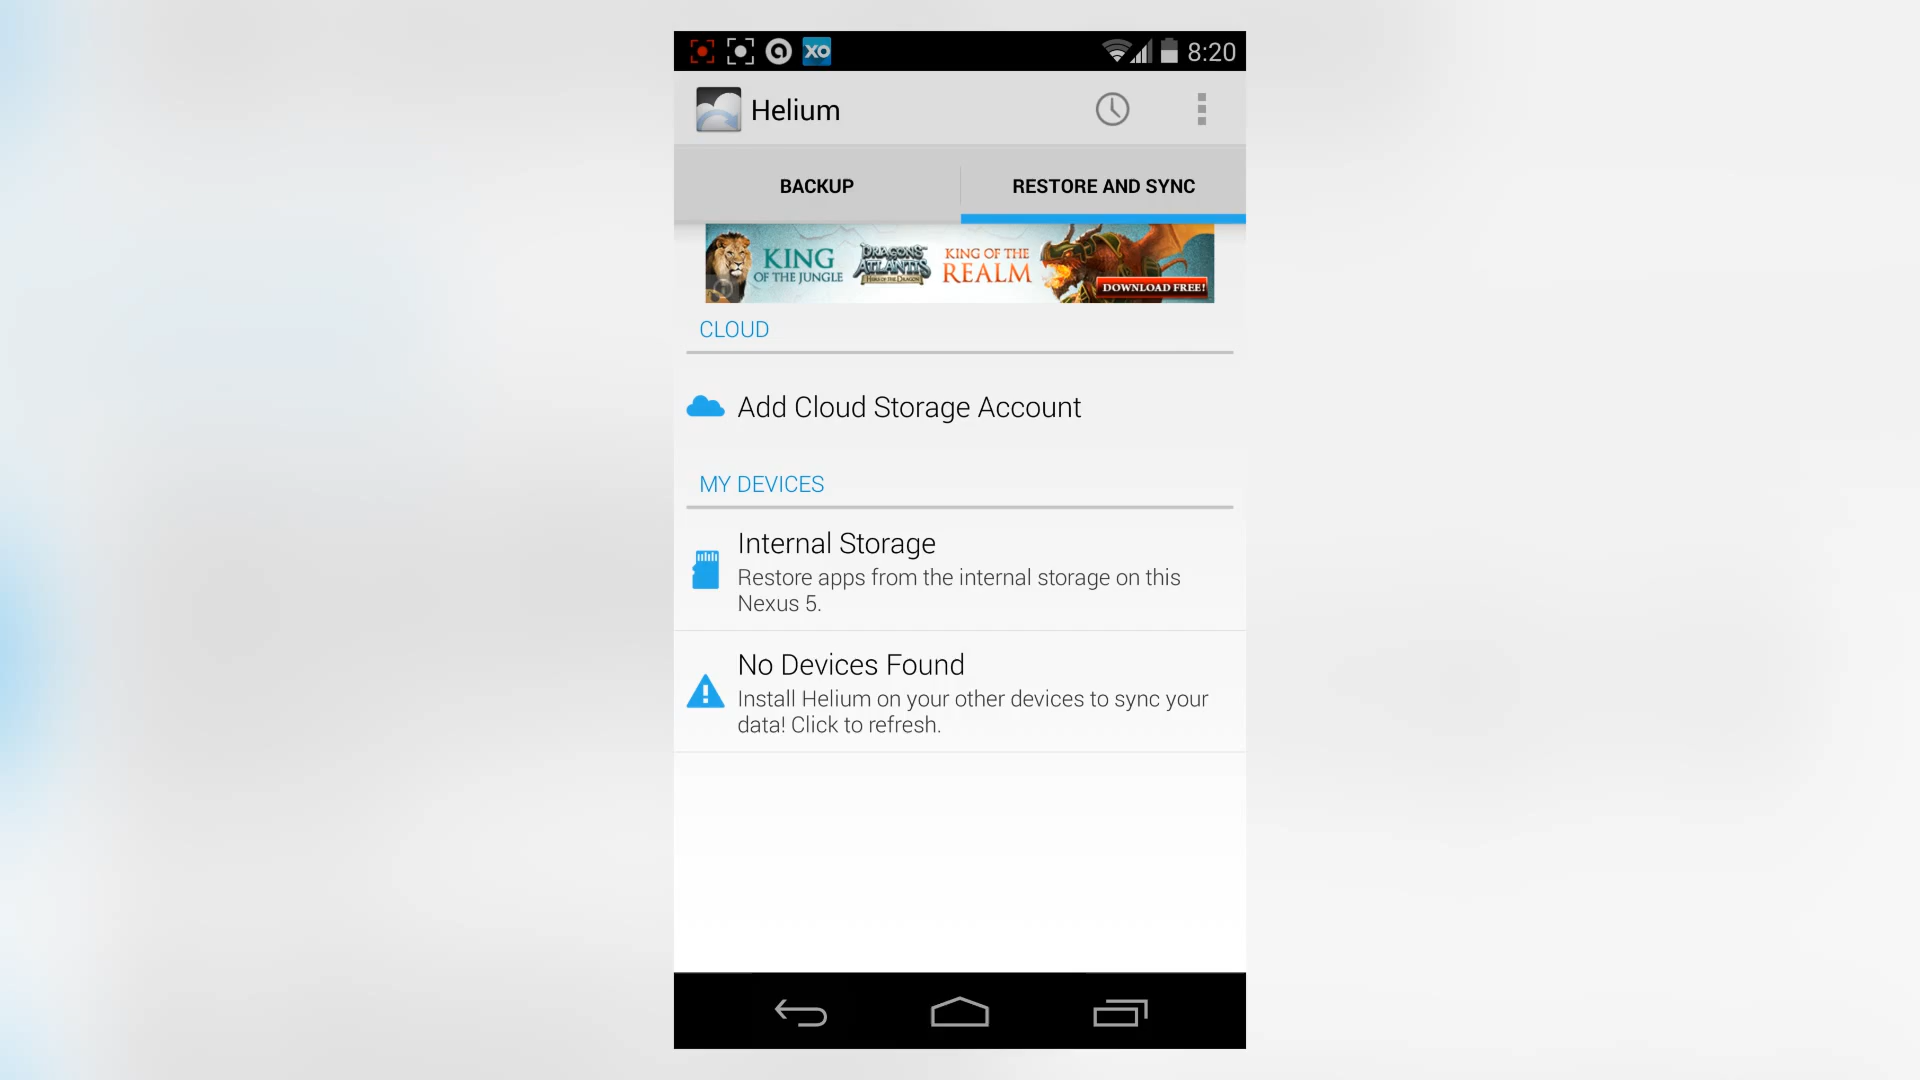 XO
8:20
Helium
BACKUP
RESTORE AND SYNC
KING
OF THE JUNGLE
DRAGONS
ATLANTIS
KING OF THE
REALM
DOWNLOAD FREE!
CLOUD
Add Cloud Storage Account
MY DEVICES
Internal Storage
Restore apps from the internal storage on this
Nexus 5.
No Devices Found
Install Helium on your other devices to sync your
data! Click to refresh.